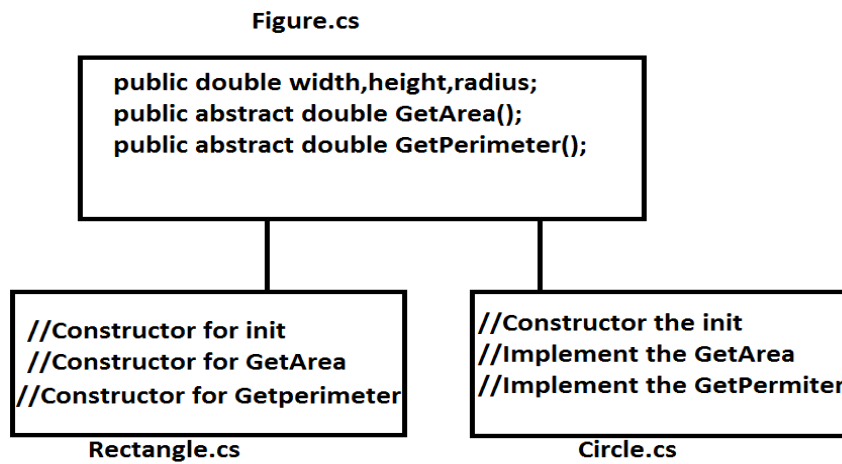 Figure.cs
public double width,height,radius;
public abstract double GetArea();
public abstract double GetPerimeter();
//Constructor for init
//Constructor for GetArea
//Constructor for Getperimeter
Rectangle.cs
//Constructor the init
//Implement the GetArea
//Implement the GetPermiter
Circle.cs